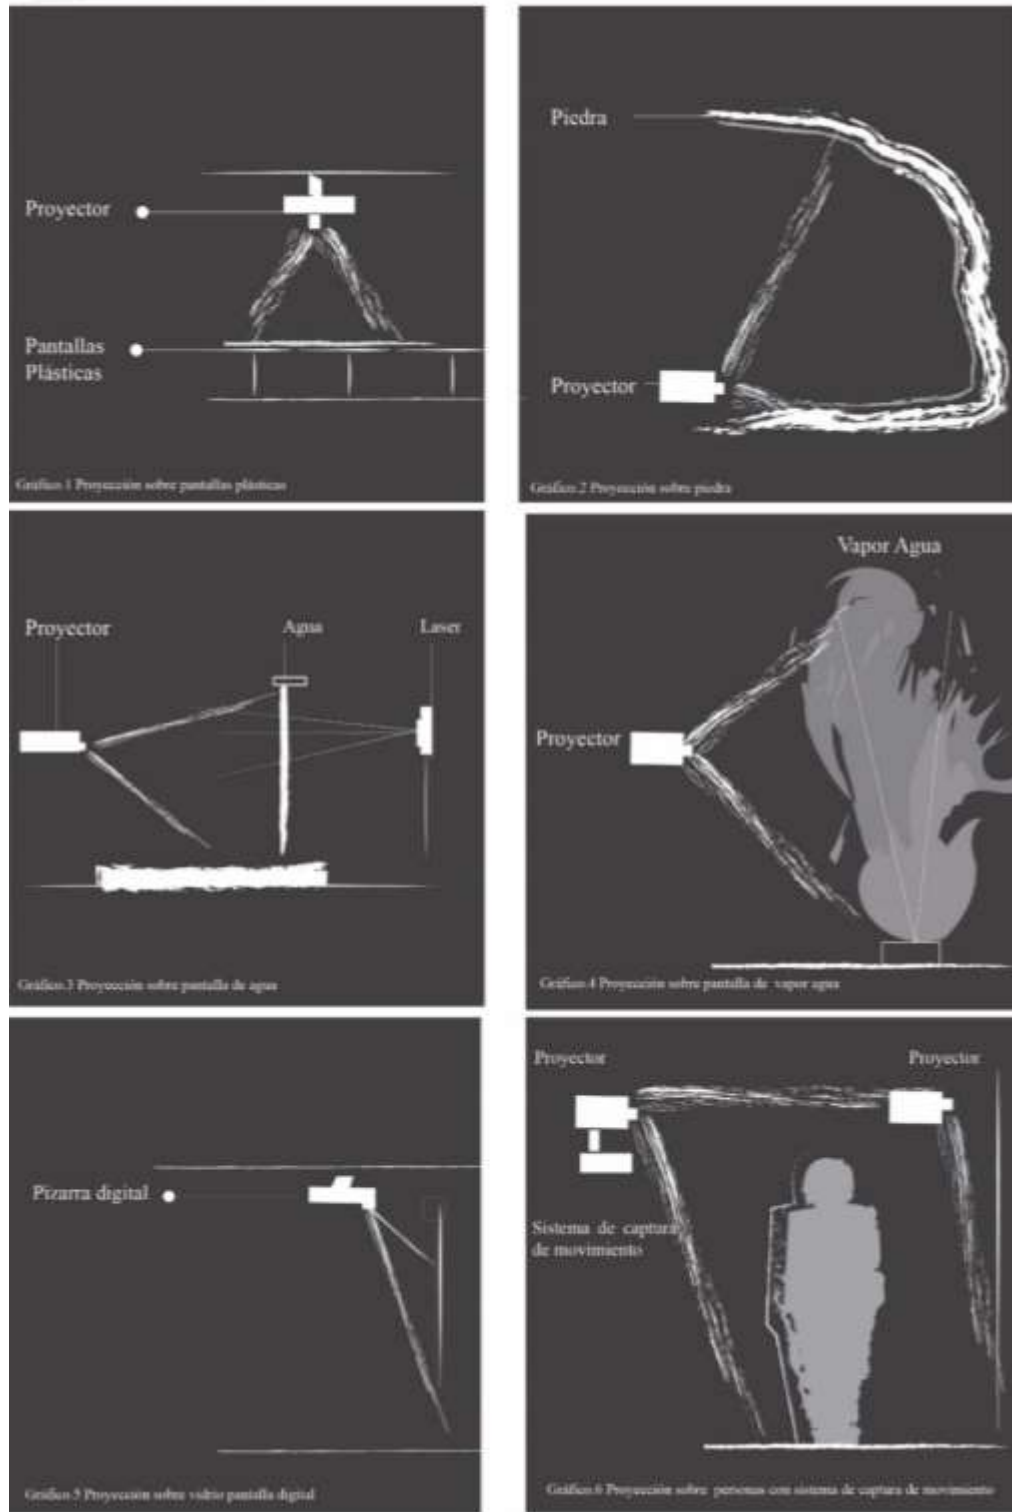 Proyector
Pantallas
Plásticas
Gráfico.1 Proyección sobre pantallas plásticas
Piedra
Proyector
Gráfico.2 Proyección sobre piedra
Proyector
Agua
Laser
Gráfico.3 Proyección sobre pantalla de agua
Vapor Agua
Proyector
Gráfico.4 Proyección sobre pantalla de vapor agua
Pizarra digital
Gráfico.5 Proyección sobre vidrio pantalla digital
Proyector
Proyector
Sistema de captura
de movimiento
Gráfico.6 Proyección sobre personas con sistema de captura de movimiento